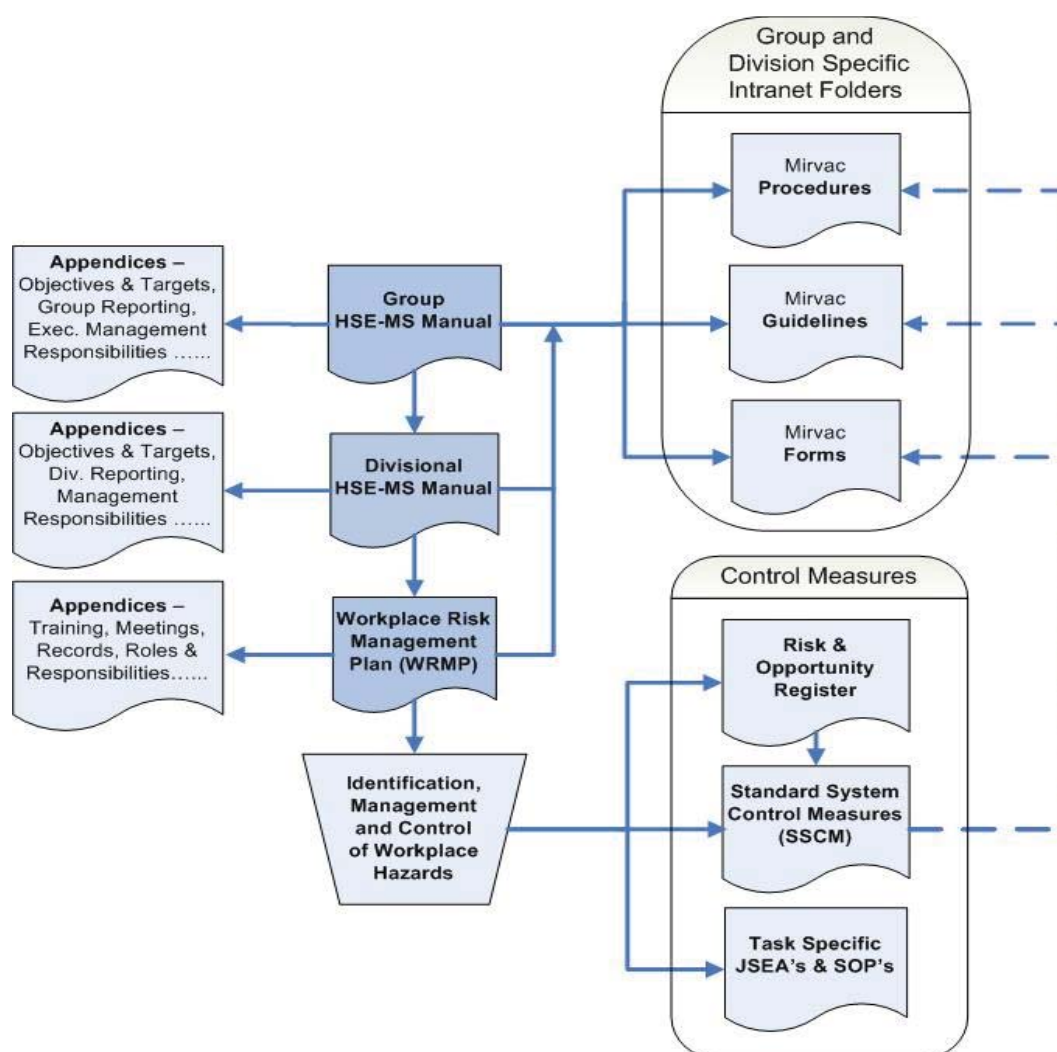 Group and
Division Specific
Intranet Folders
Mirvac
Procedures
Appendices –
Objectives & Targets,
Group Reporting,
Exec. Management
Responsibilities ......
Group
HSE-MS Manual
Mirvac
Guidelines
Appendices –
Objectives & Targets,
Div. Reporting,
Management
Responsibilities ......
Divisional
HSE-MS Manual
Mirvac
Forms
Appendices –
Training, Meetings,
Records, Roles &
Responsibilities......
Workplace Risk
Management
Plan (WRMP)
Control Measures
Risk &
Opportunity
Register
Identification,
Management
and Control
of Workplace
Hazards
Standard System
Control Measures
(SSCM)
Task Specific
JSEA's & SOP's